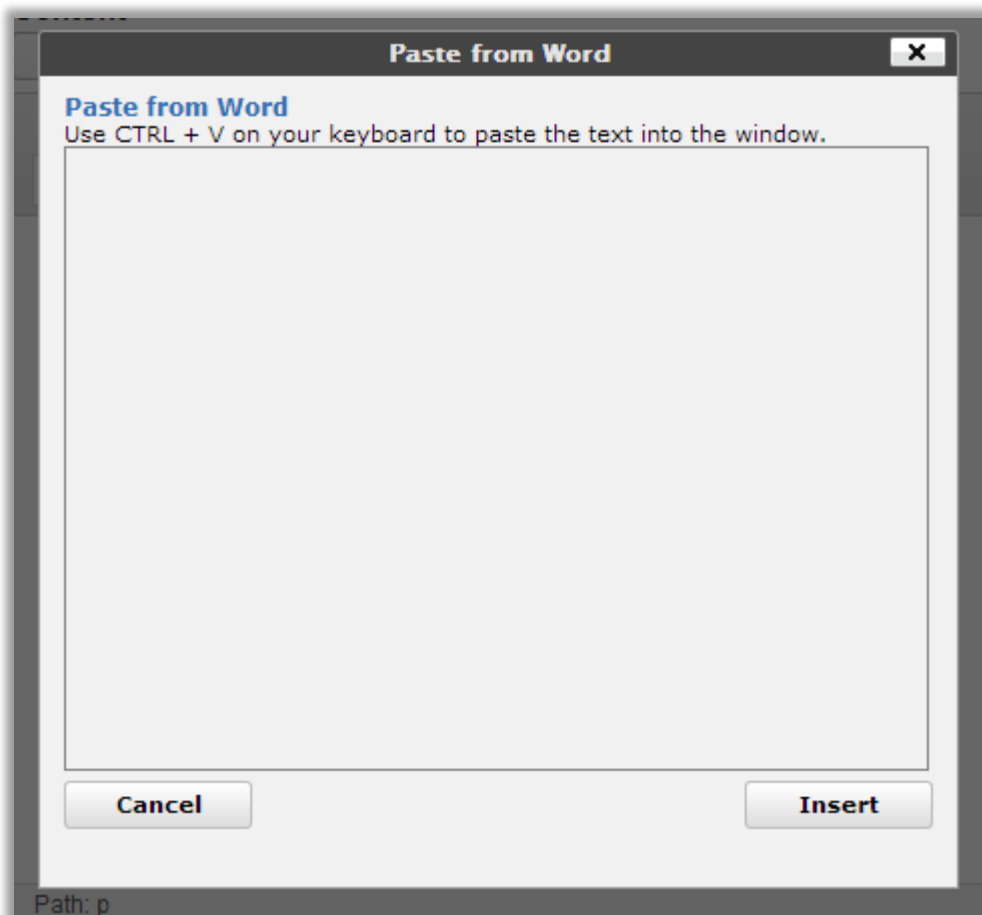 Content
Paste from Word
Paste from Word
Use CTRL + V on your keyboard to paste the text into the window.
Cancel Insert
Path: p